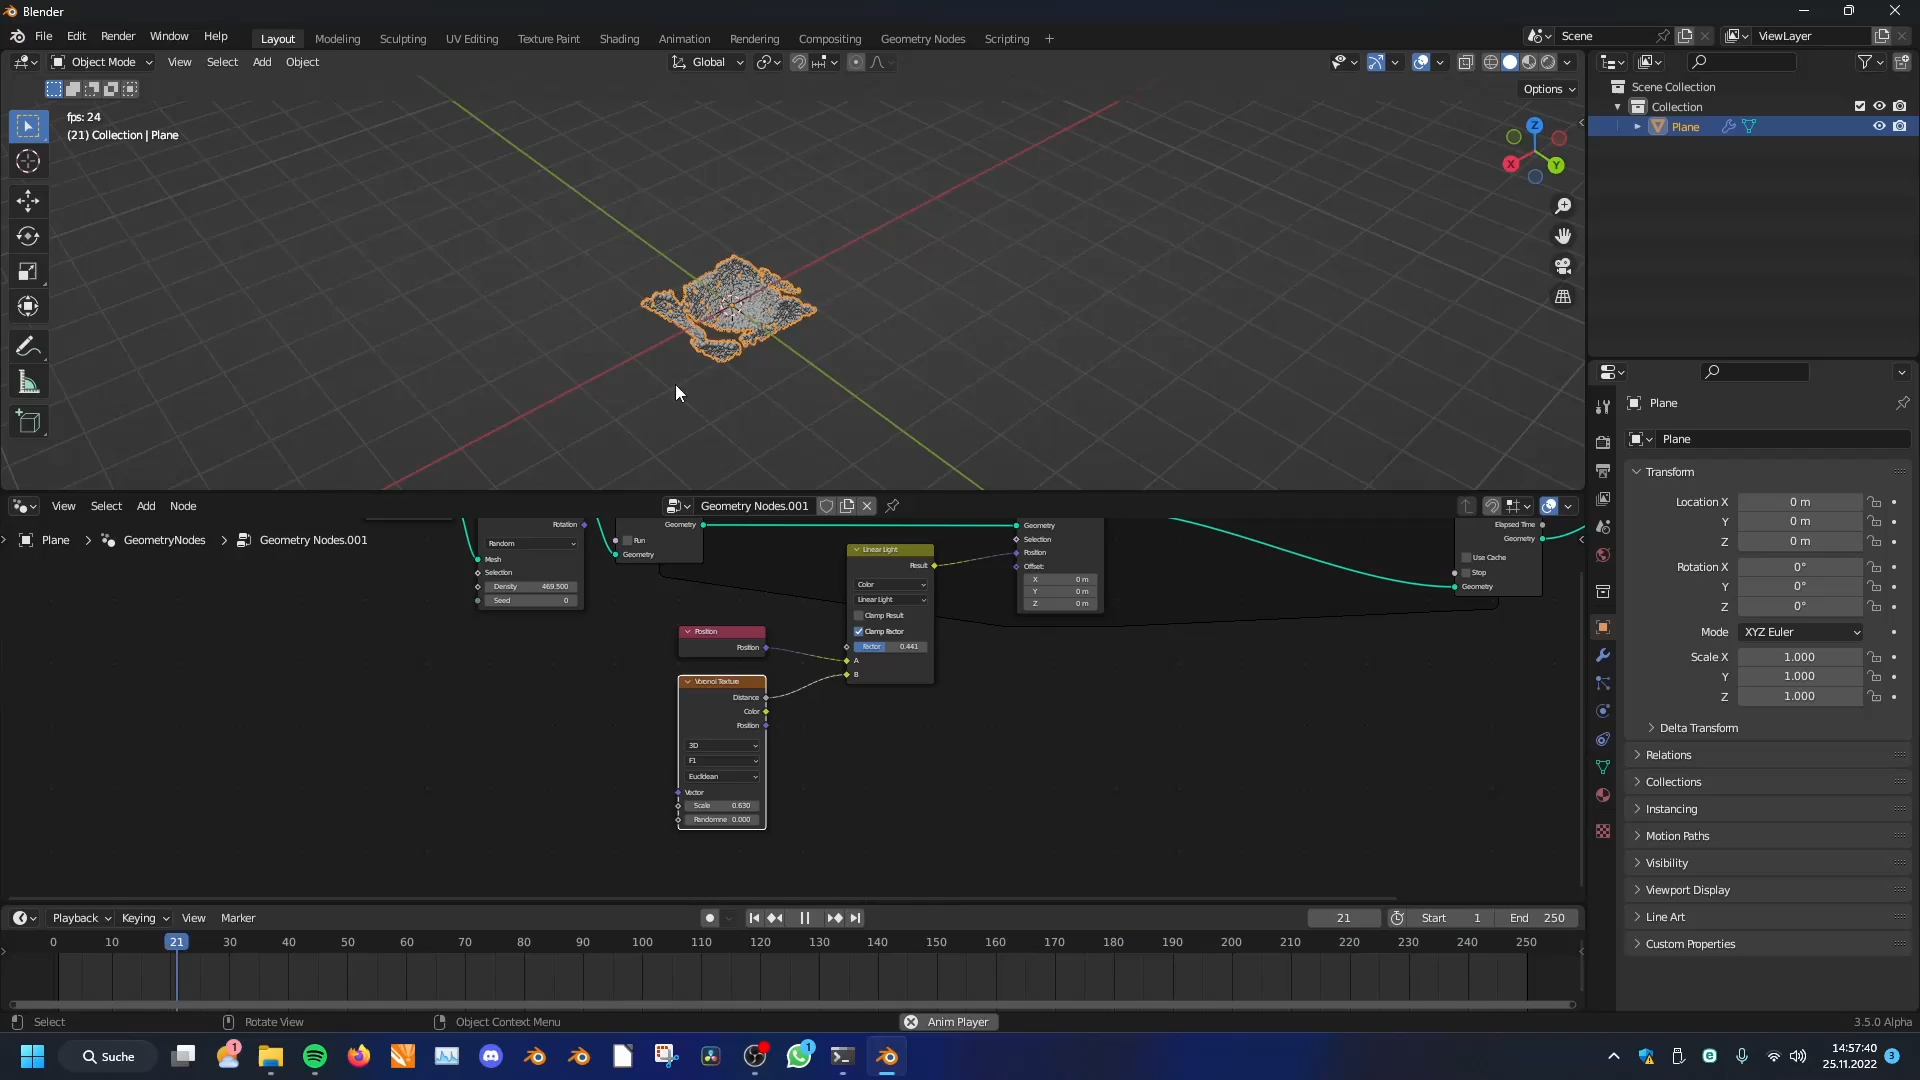 Blender
File Edit Render Window Help Layout Modeling Sculpting UV Editing Texture Paint Shading Animation Rendering Compositing Geometry Nodes Scripting +
Scene ViewLayer
Object Mode View Select Add Object Global
Options
fps: 24
(21) Collection | Plane
Z
X
Y
Scene Collection
Collection
Plane
Plane
Plane
Transform
Location X 0 m
Y 0 m
Z 0 m
Rotation X 0°
Y 0°
Z 0°
Mode XYZ Euler
Scale X 1.000
Y 1.000
Z 1.000
Delta Transform
Relations
Collections
Instancing
Motion Paths
Visibility
Viewport Display
Line Art
Custom Properties
View Select Add Node Geometry Nodes.001
Plane > GeometryNodes > Geometry Nodes.001
Rotation
Random
Mesh
Selection
Density 469.500
Seed 0
Geometry
Run
Geometry
Linear Light
Result
Color
Linear Light
Clamp Result
Clamp Factor
Factor 0.441
A
B
Position
Position
Voronoi Texture
Distance
Color
Position
3D
F1
Euclidean
Vector
Scale 0.630
Randomne 0.000
Geometry
Selection
Position
Offset:
X 0 m
Y 0 m
Z 0 m
Elapsed Time
Geometry
Use Cache
Stop
Geometry
Playback Keying View Marker 21 Start 1 End 250
0 10 21 30 40 50 60 70 80 90 100 110 120 130 140 150 160 170 180 190 200 210 220 230 240 250
Select Rotate View Object Context Menu Anim Player 3.5.0 Alpha
Suche 1 1 14:57:40
25.11.2022 3